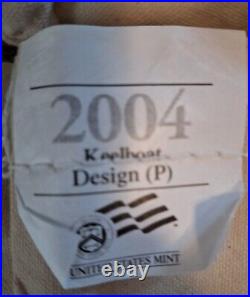 2004
Keelboat
Design (P)
UNITED STATES MINT